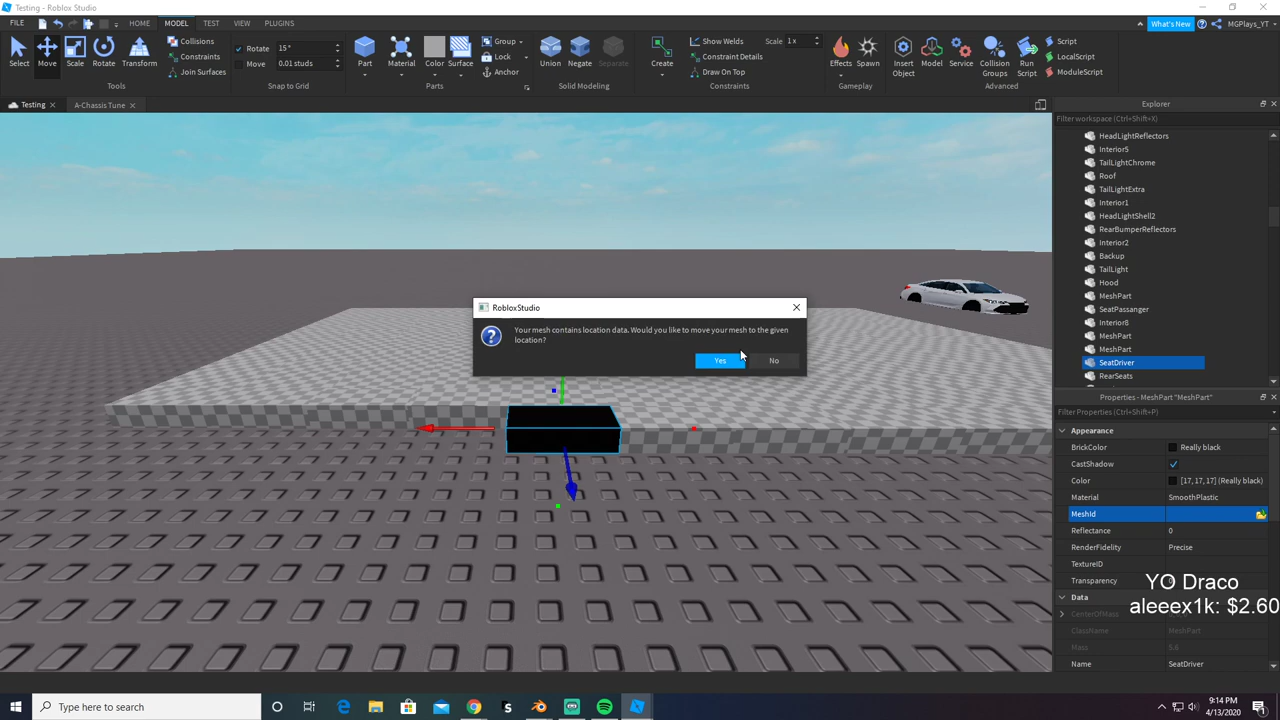 Testing - Roblox Studio
FILE HOME MODEL TEST VIEW PLUGINS What's New MGPlays_YT
Collisions Rotate 15° Group Show Welds Scale 1 x Script
Constraints Move 0.01 studs Lock Constraint Details LocalScript
Join Surfaces Anchor Draw On Top ModuleScript
Select Move Scale Rotate Transform Part Material Color Surface Union Negate Separate Create Effects Spawn Insert Object Model Service Collision Groups Run Script
Tools Snap to Grid Parts Solid Modeling Constraints Gameplay Advanced
Testing A-Chassis Tune
Explorer
Filter workspace (Ctrl+Shift+X)
HeadLightReflectors
Interior5
TailLightChrome
Roof
TailLightExtra
Interior1
HeadLightShell2
RearBumperReflectors
Interior2
Backup
TailLight
Hood
MeshPart
SeatPassanger
Interior8
MeshPart
MeshPart
SeatDriver
RearSeats
RobloxStudio
Your mesh contains location data. Would you like to move your mesh to the given
location?
Yes No
Properties - MeshPart "MeshPart"
Filter Properties (Ctrl+Shift+P)
Appearance
BrickColor Really black
CastShadow
Color [17, 17, 17] (Really black)
Material SmoothPlastic
MeshId
Reflectance 0
RenderFidelity Precise
TextureID
Transparency
Data
CenterOfMass
ClassName MeshPart
Mass 5.6
Name SeatDriver
YO Draco
aleeex1k: $2.60
Type here to search
9:14 PM
4/13/2020